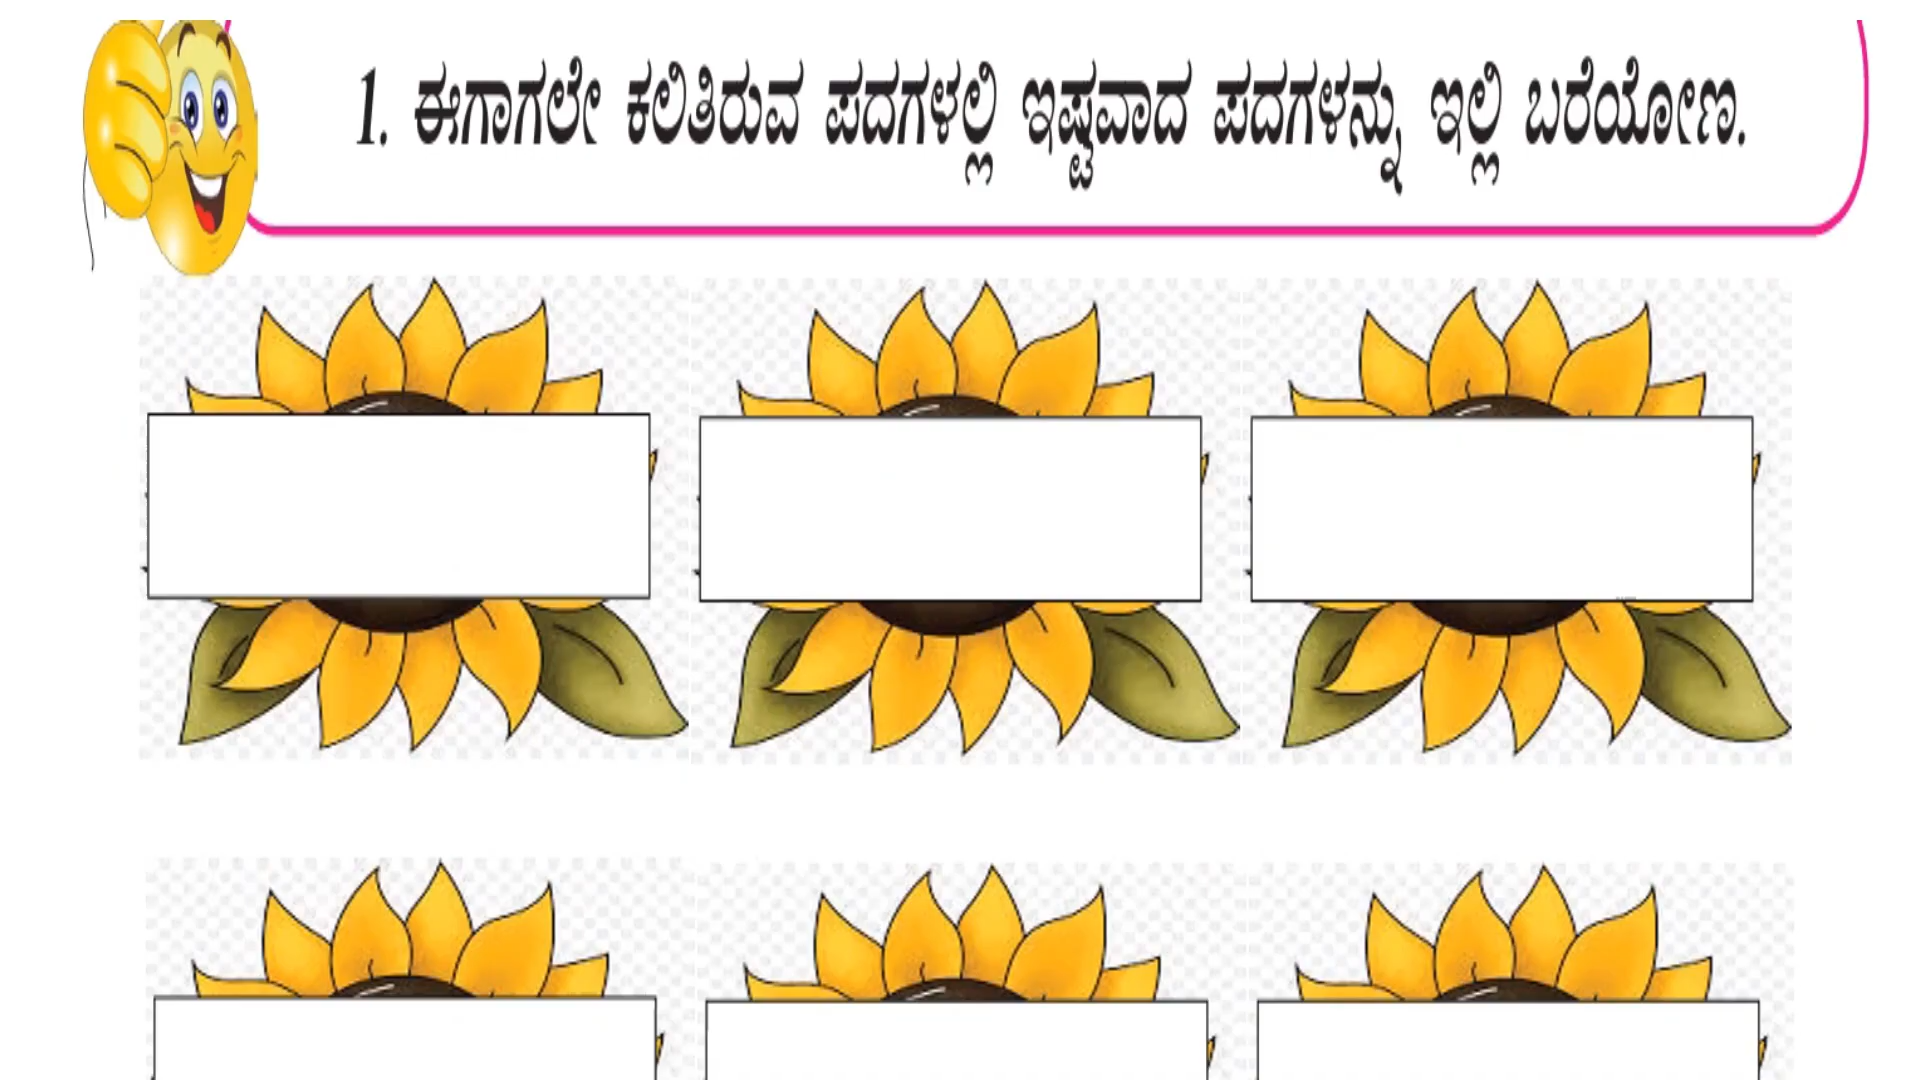 1. ಈಗಾಗಲೇ ಕಲಿತಿರುವ ಪದಗಳಲ್ಲಿ ಇಷ್ಟವಾದ ಪದಗಳನ್ನು ಇಲ್ಲಿ ಬರೆಯೋಣ.